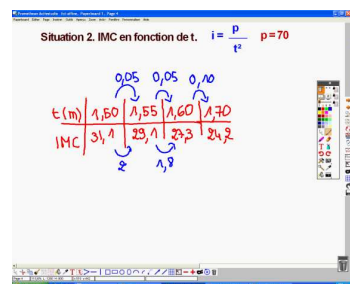 Situation 2. IMC en fonction de t. i = p / t² p=70
0,05 0,05 0,10
t(m) 1,50 1,55 1,60 1,70
IMC 31,1 29,1 27,3 24,2
2 1,8